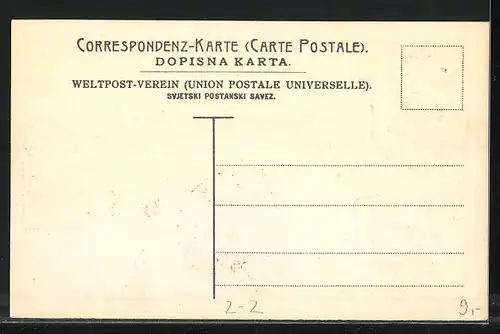 CORRESPONDENZ-KARTE (CARTE POSTALE).
DOPISNA KARTA.
WELTPOST-VEREIN (UNION POSTALE UNIVERSELLE).
SVJETSKI POSTANSKI SAVEZ.
2-2 9,-